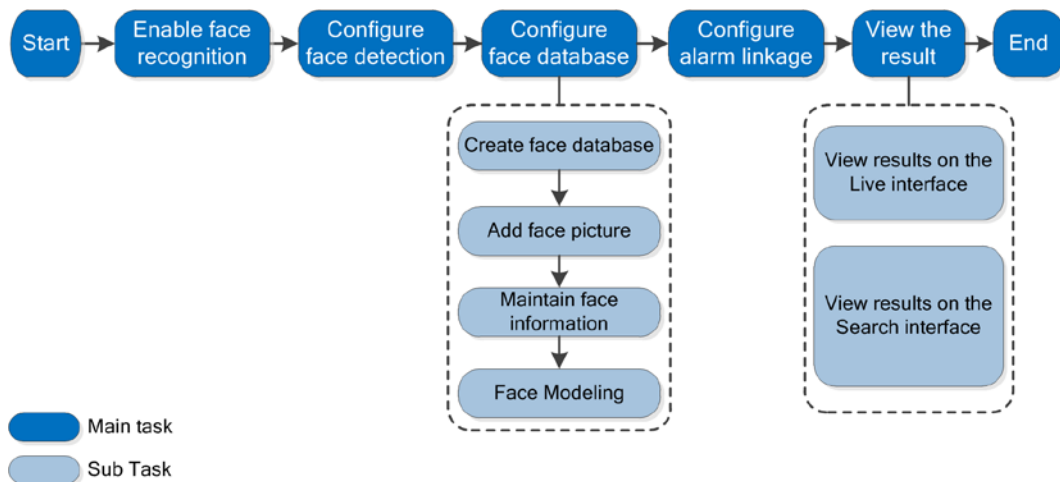 Start
Enable face
recognition
Configure
face detection
Configure
face database
Configure
alarm linkage
View the
result
End
Create face database
Add face picture
Maintain face
information
Face Modeling
View results on the
Live interface
View results on the
Search interface
Main task
Sub Task